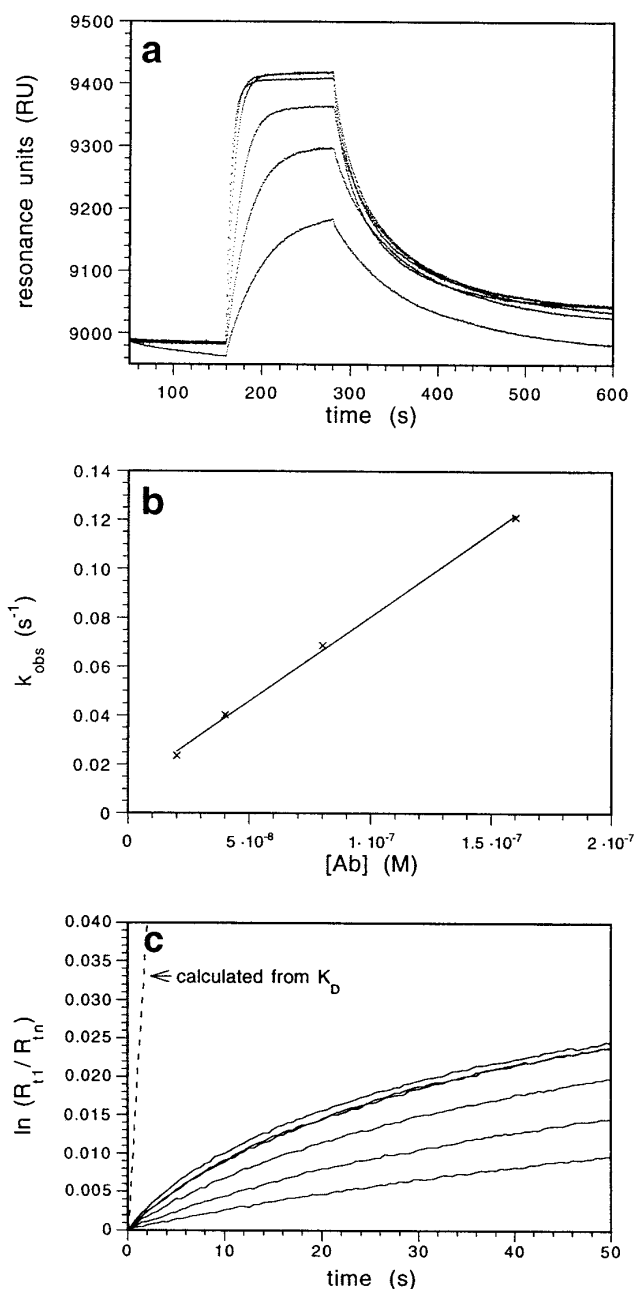 a
resonance units (RU)
9500
9400
9300
9200
9100
9000
100 200 300 400 500 600
time (s)
b
k_obs (s⁻¹)
0.14
0.12
0.10
0.08
0.06
0.04
0.02
0
0 5·10⁻⁸ 1·10⁻⁷ 1.5·10⁻⁷ 2·10⁻⁷
[Ab] (M)
c
ln (R_t1 / R_tn)
0.040
0.035
0.030
0.025
0.020
0.015
0.010
0.005
0
calculated from K_D
0 10 20 30 40 50
time (s)